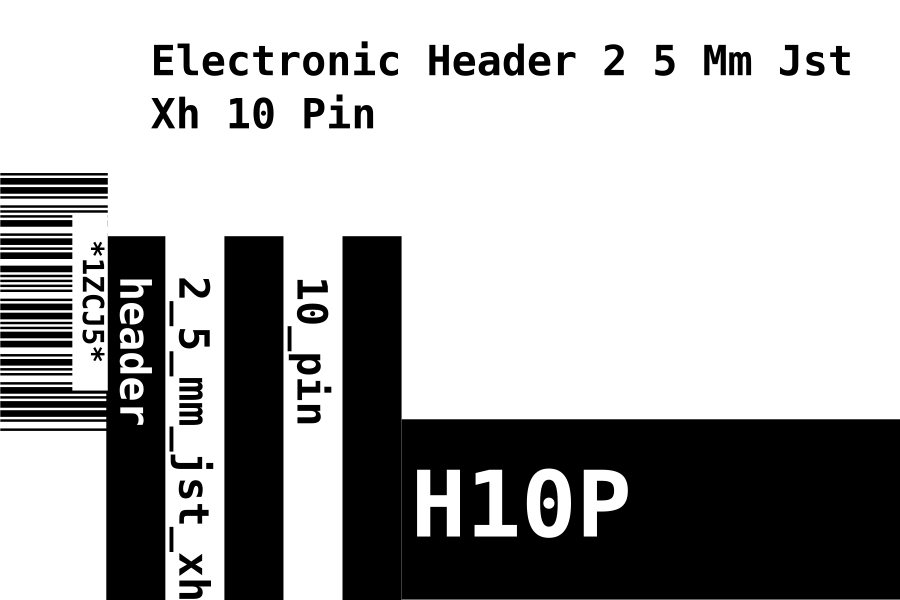 Electronic Header 2 5 Mm Jst
Xh 10 Pin
*1ZCJ5*
header
2_5_mm_jst_xh
10_pin
H10P